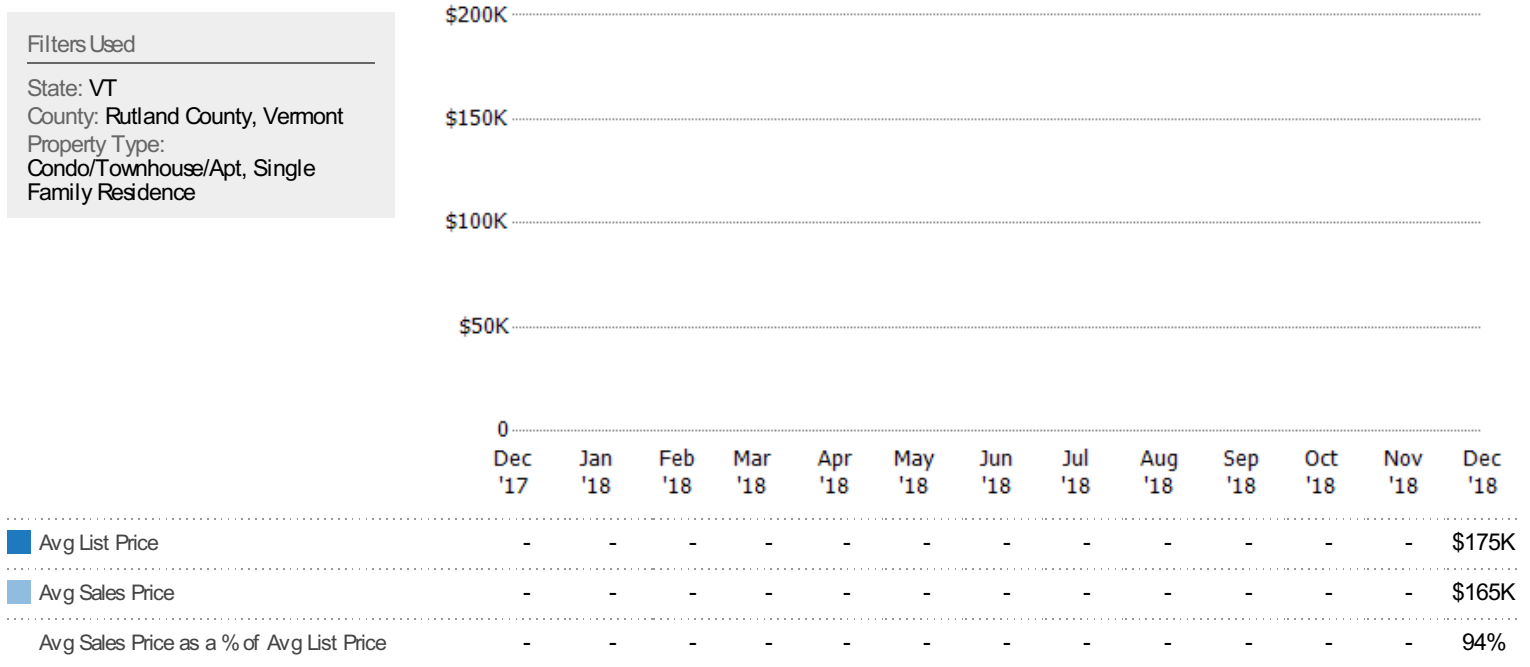 Filters Used
State: VT
County: Rutland County, Vermont
Property Type:
Condo/Townhouse/Apt, Single
Family Residence
$200K
$150K
$100K
$50K
0
Dec Jan Feb Mar Apr May Jun Jul Aug Sep Oct Nov Dec
'17 '18 '18 '18 '18 '18 '18 '18 '18 '18 '18 '18 '18
Avg List Price - - - - - - - - - - - - $175K
Avg Sales Price - - - - - - - - - - - - $165K
Avg Sales Price as a % of Avg List Price - - - - - - - - - - - - 94%